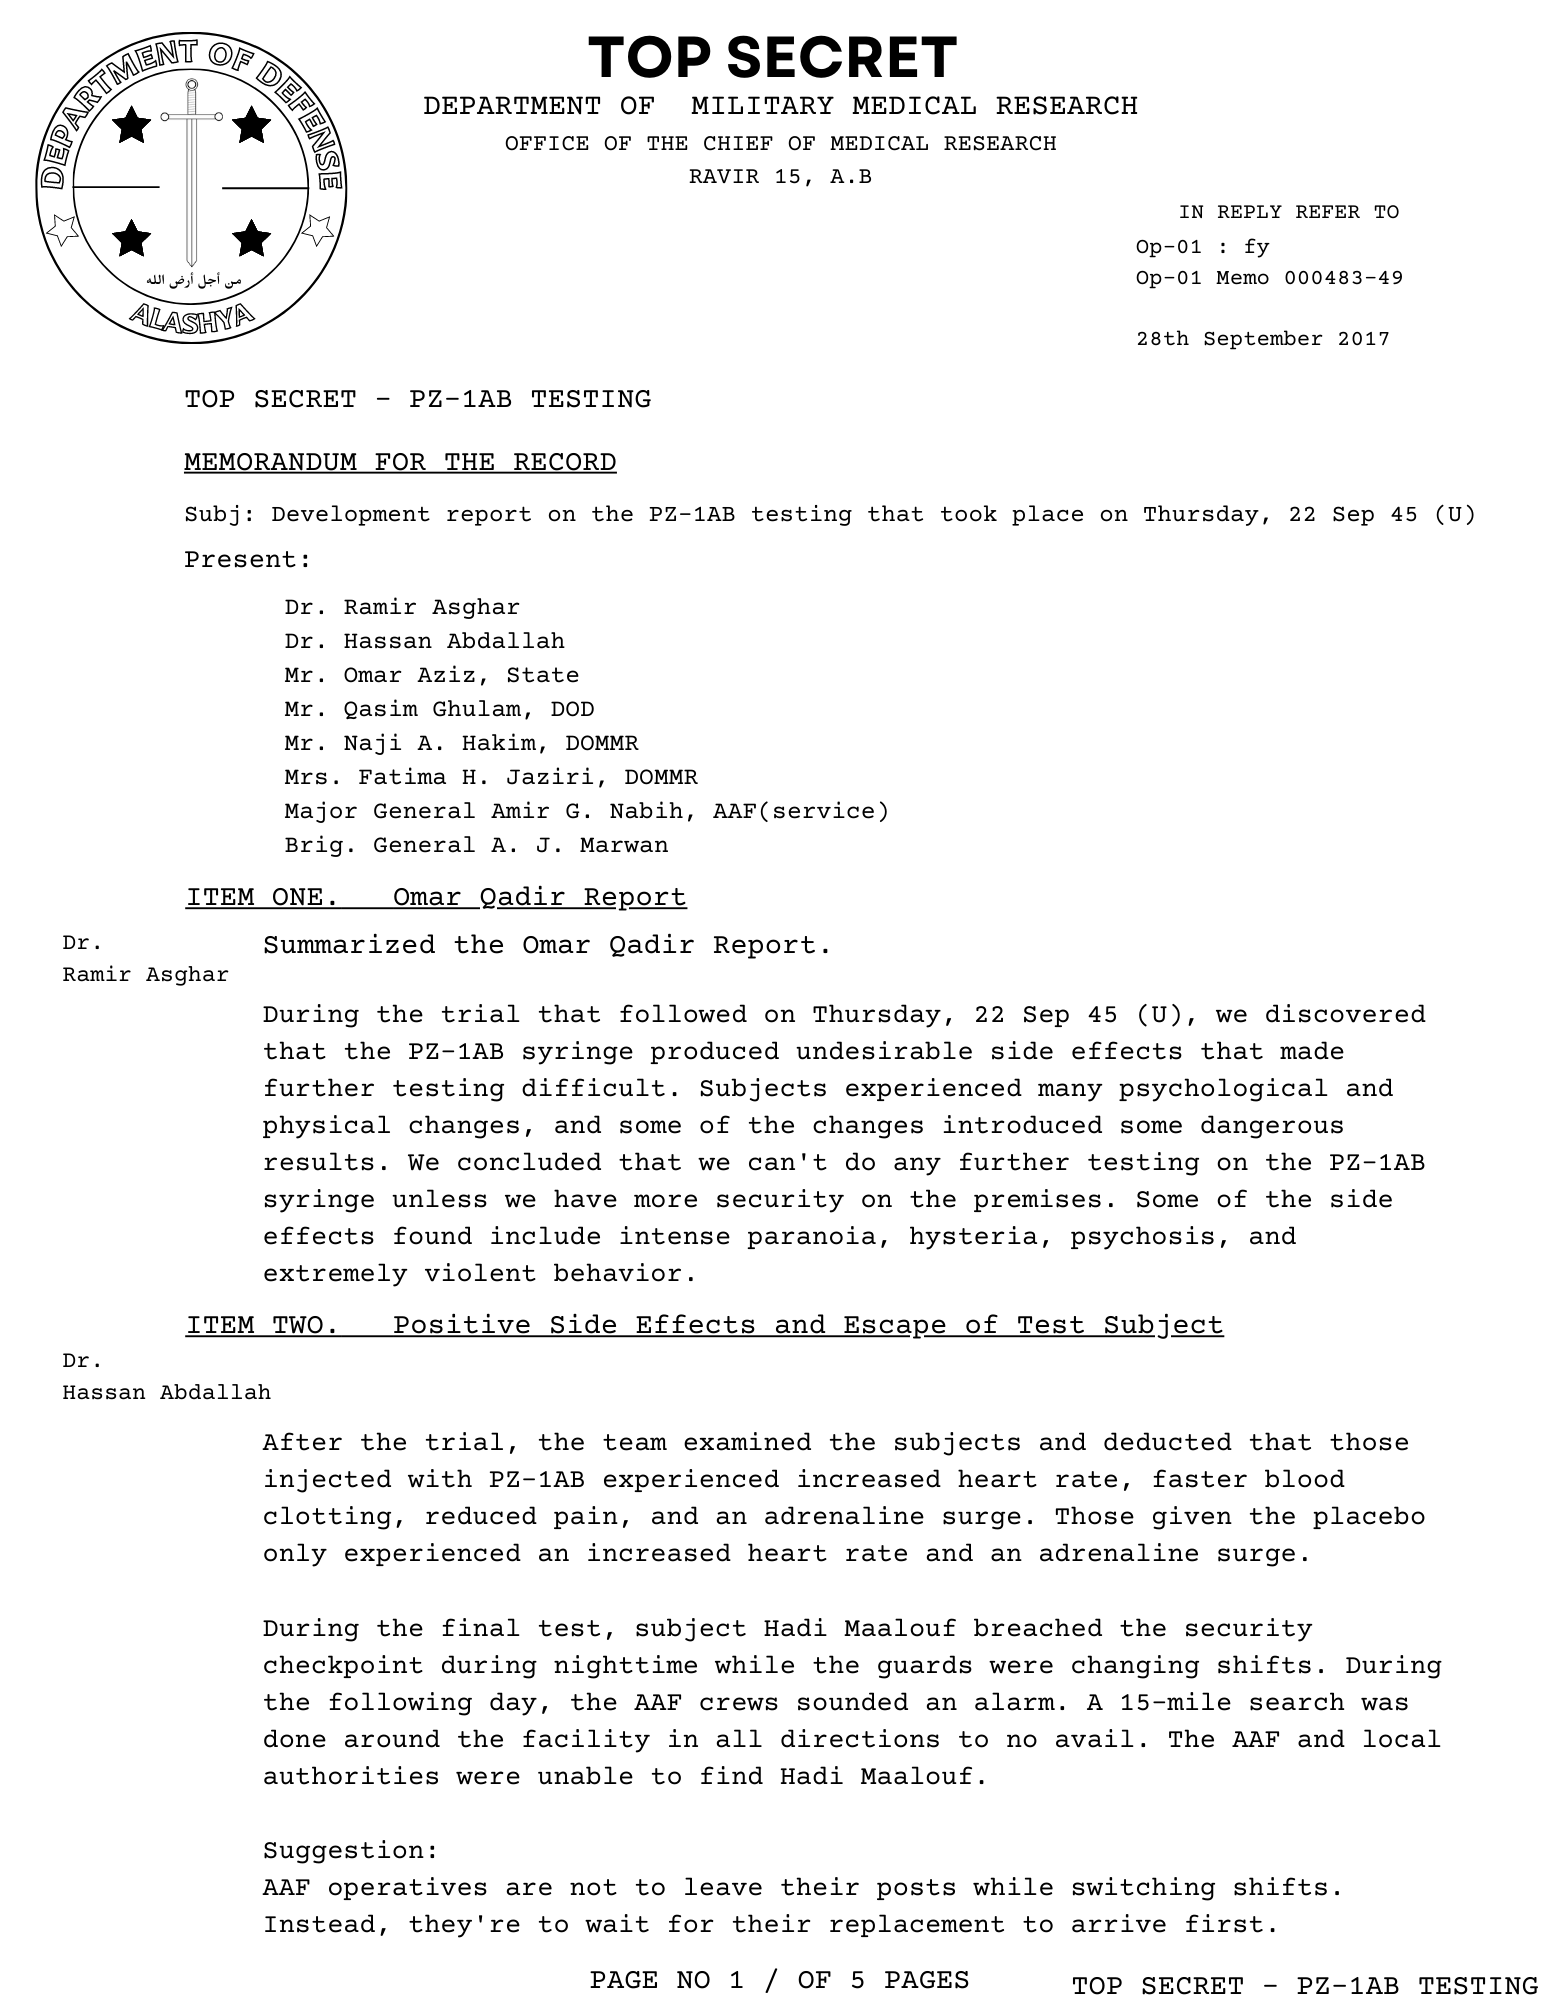 DEPARTMENT OF DEFENSE
من أجل أرض الله
ALASHYA
TOP SECRET
DEPARTMENT OF  MILITARY MEDICAL RESEARCH
OFFICE OF THE CHIEF OF MEDICAL RESEARCH
RAVIR 15, A.B
IN REPLY REFER TO
Op-01 : fy
Op-01 Memo 000483-49
28th September 2017
TOP SECRET - PZ-1AB TESTING
MEMORANDUM FOR THE RECORD
Subj: Development report on the PZ-1AB testing that took place on Thursday, 22 Sep 45 (U)
Present:
Dr. Ramir Asghar
Dr. Hassan Abdallah
Mr. Omar Aziz, State
Mr. Qasim Ghulam, DOD
Mr. Naji A. Hakim, DOMMR
Mrs. Fatima H. Jaziri, DOMMR
Major General Amir G. Nabih, AAF(service)
Brig. General A. J. Marwan
ITEM ONE.   Omar Qadir Report
Dr.
Ramir Asghar
Summarized the Omar Qadir Report.
During the trial that followed on Thursday, 22 Sep 45 (U), we discovered
that the PZ-1AB syringe produced undesirable side effects that made
further testing difficult. Subjects experienced many psychological and
physical changes, and some of the changes introduced some dangerous
results. We concluded that we can't do any further testing on the PZ-1AB
syringe unless we have more security on the premises. Some of the side
effects found include intense paranoia, hysteria, psychosis, and
extremely violent behavior.
ITEM TWO.   Positive Side Effects and Escape of Test Subject
Dr.
Hassan Abdallah
After the trial, the team examined the subjects and deducted that those
injected with PZ-1AB experienced increased heart rate, faster blood
clotting, reduced pain, and an adrenaline surge. Those given the placebo
only experienced an increased heart rate and an adrenaline surge.
During the final test, subject Hadi Maalouf breached the security
checkpoint during nighttime while the guards were changing shifts. During
the following day, the AAF crews sounded an alarm. A 15-mile search was
done around the facility in all directions to no avail. The AAF and local
authorities were unable to find Hadi Maalouf.
Suggestion:
AAF operatives are not to leave their posts while switching shifts.
Instead, they're to wait for their replacement to arrive first.
PAGE NO 1 / OF 5 PAGES
TOP SECRET - PZ-1AB TESTING